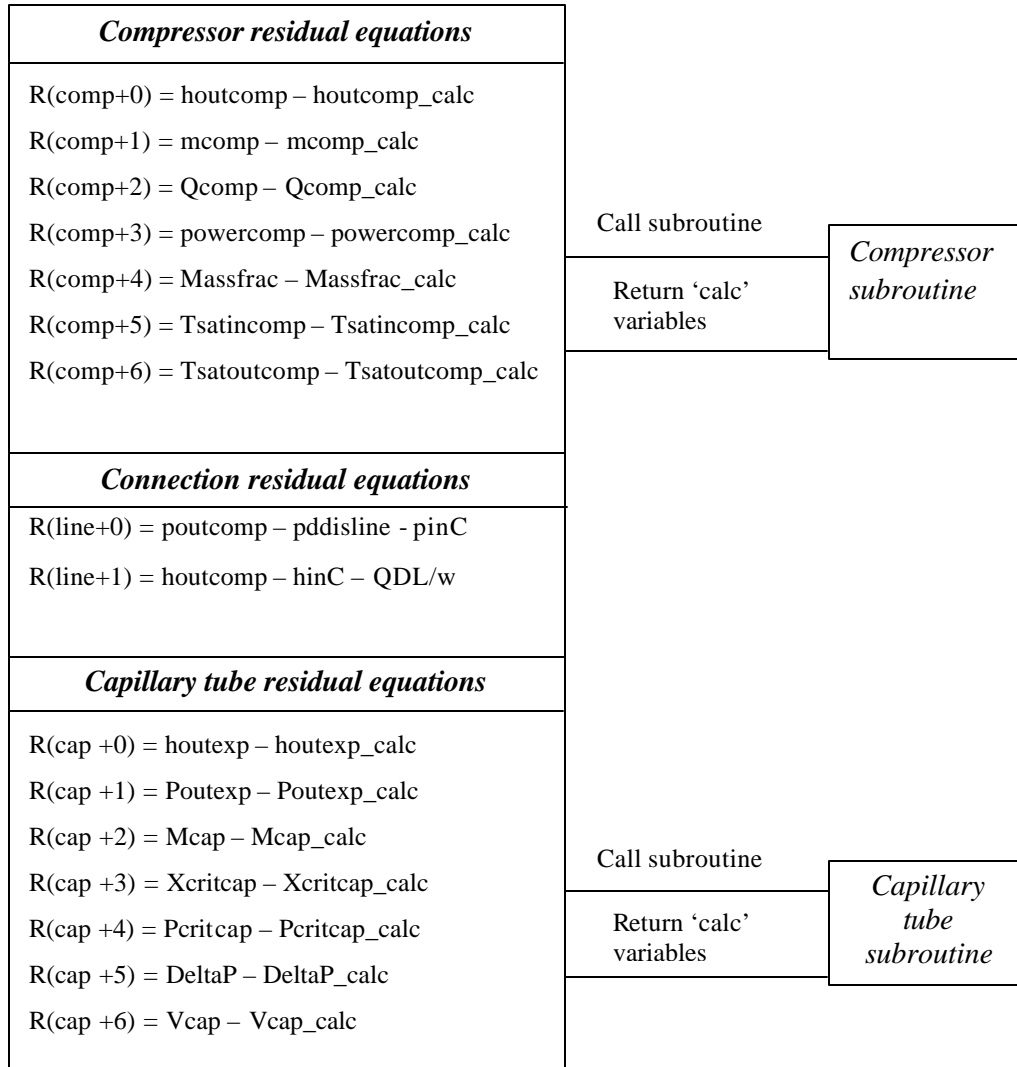 Compressor residual equations
R(comp+0) = houtcomp – houtcomp_calc
R(comp+1) = mcomp – mcomp_calc
R(comp+2) = Qcomp – Qcomp_calc
R(comp+3) = powercomp – powercomp_calc
R(comp+4) = Massfrac – Massfrac_calc
R(comp+5) = Tsatincomp – Tsatincomp_calc
R(comp+6) = Tsatoutcomp – Tsatoutcomp_calc
Call subroutine
Return ‘calc’
variables
Compressor
subroutine
Connection residual equations
R(line+0) = poutcomp – pddisline - pinC
R(line+1) = houtcomp – hinC – QDL/w
Capillary tube residual equations
R(cap +0) = houtexp – houtexp_calc
R(cap +1) = Poutexp – Poutexp_calc
R(cap +2) = Mcap – Mcap_calc
R(cap +3) = Xcritcap – Xcritcap_calc
R(cap +4) = Pcritcap – Pcritcap_calc
R(cap +5) = DeltaP – DeltaP_calc
R(cap +6) = Vcap – Vcap_calc
Call subroutine
Return ‘calc’
variables
Capillary
tube
subroutine